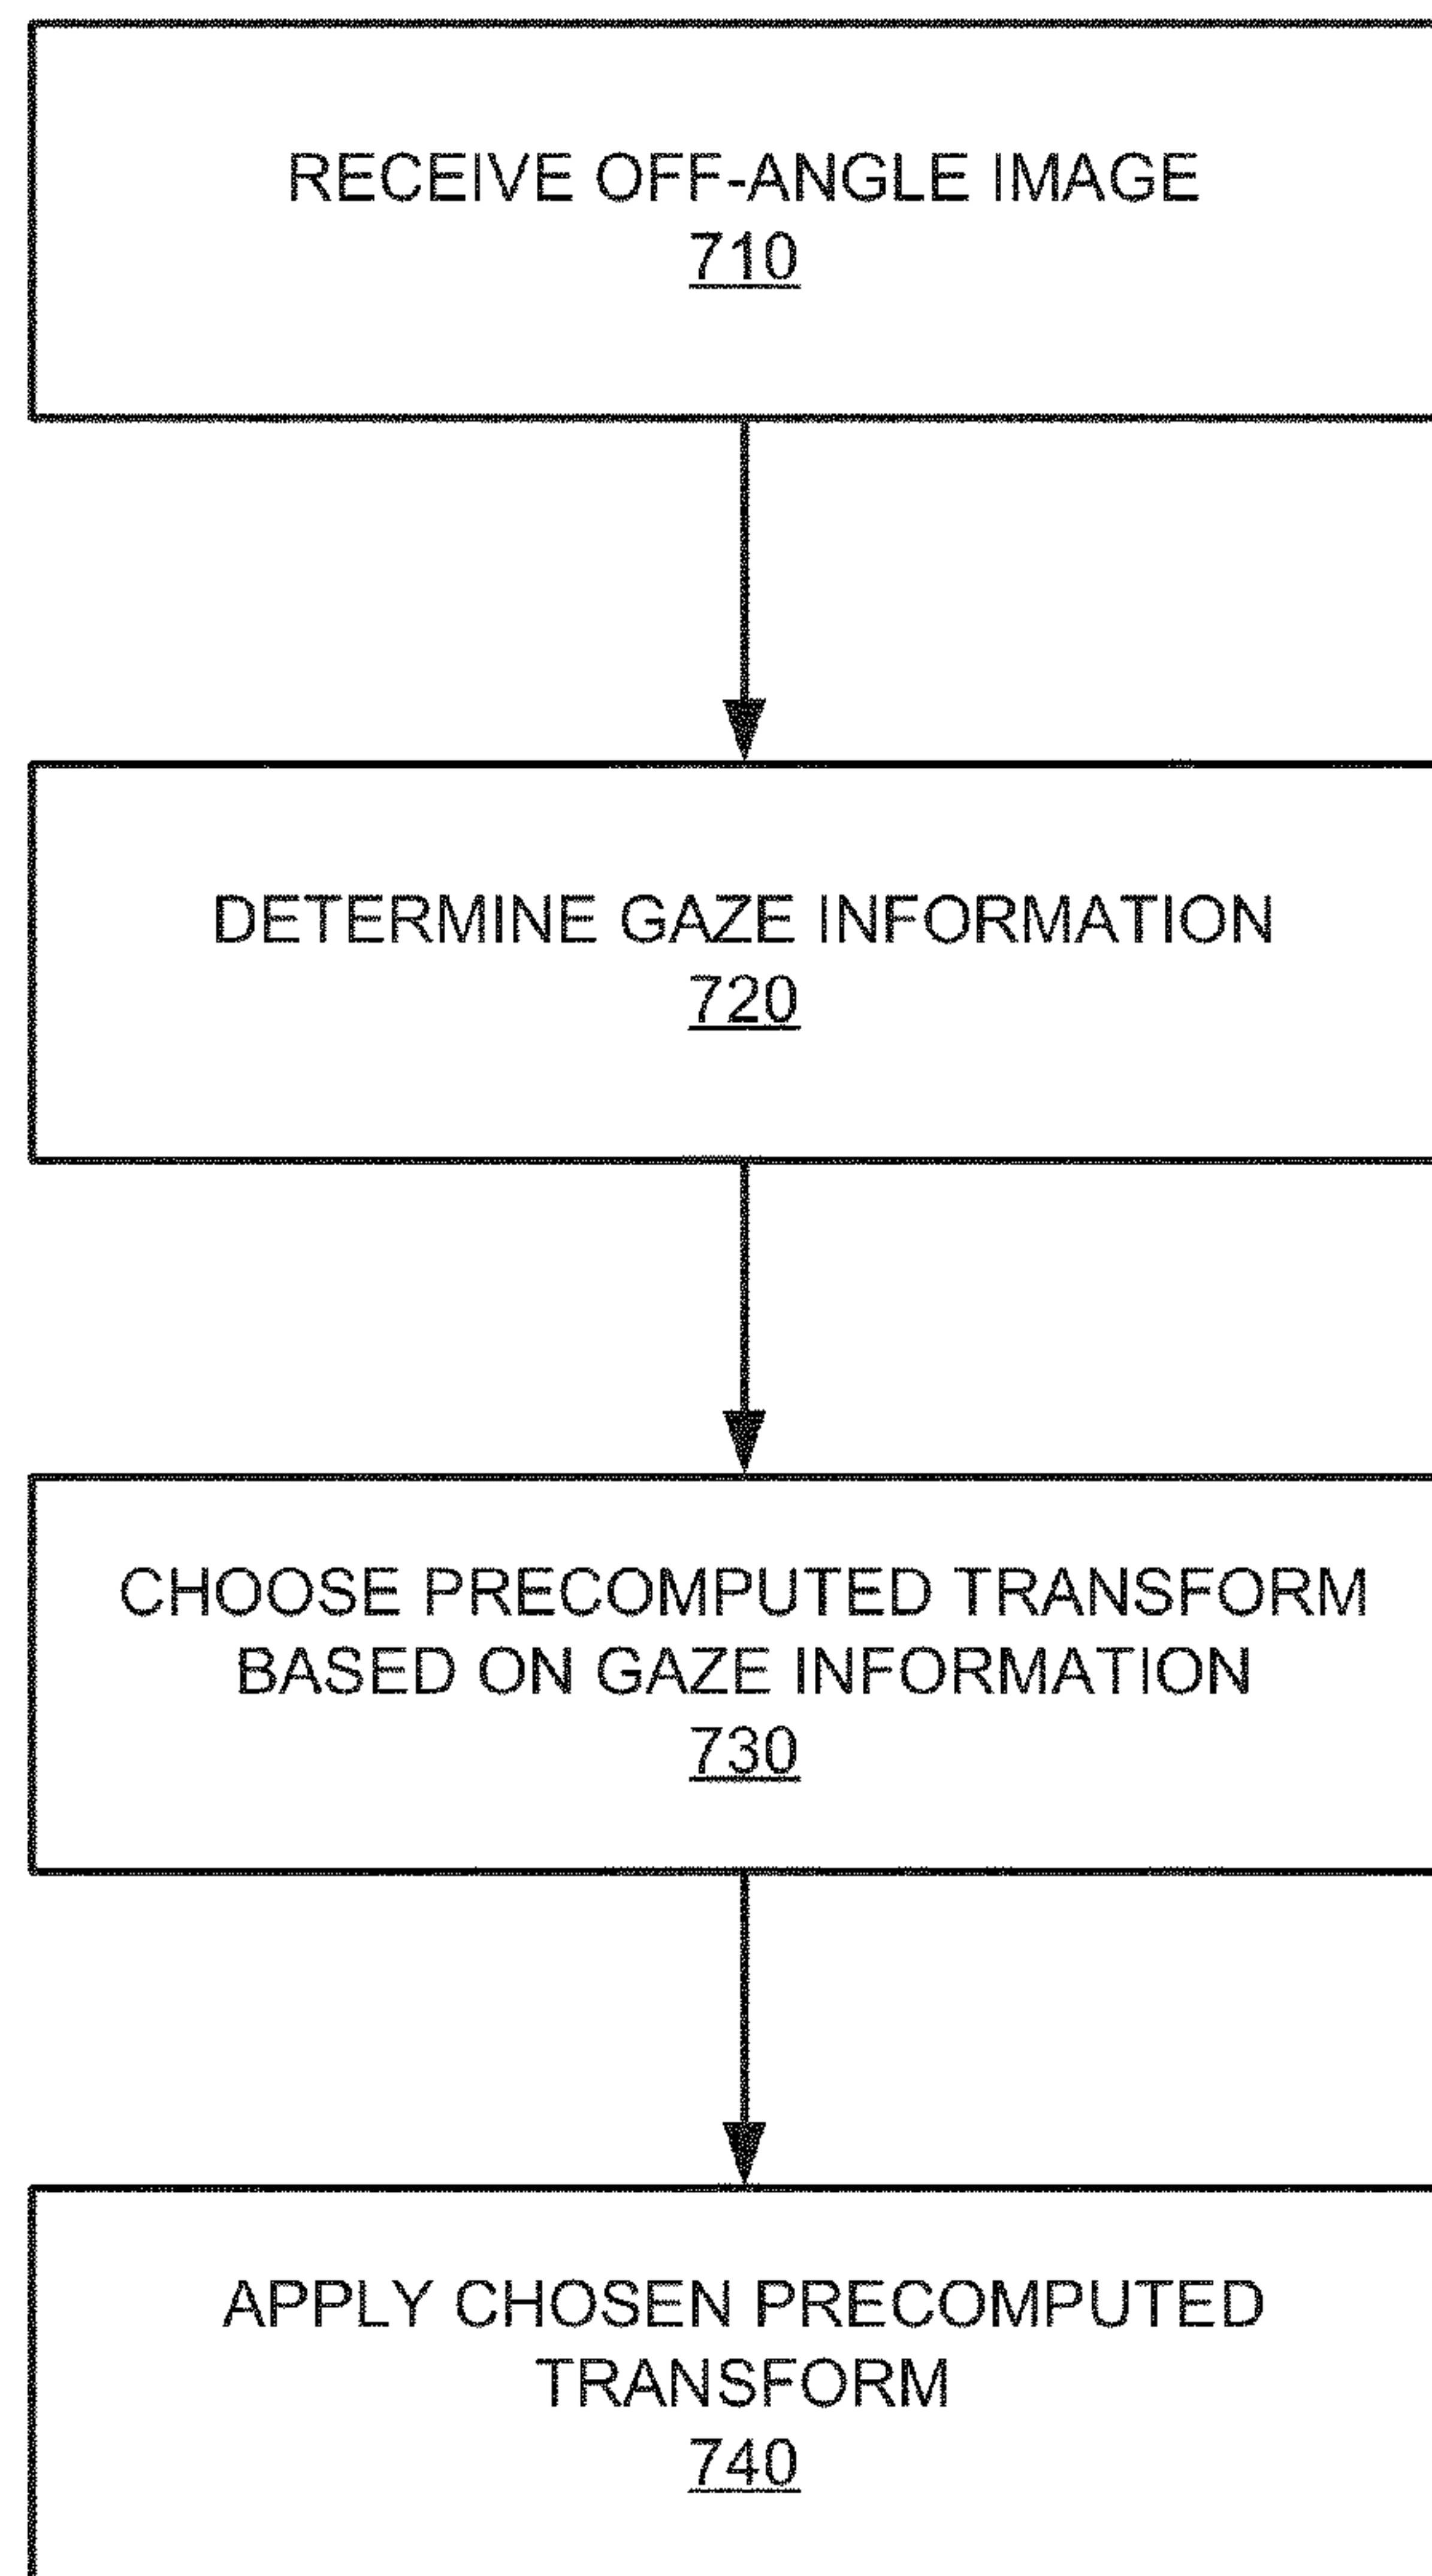 RECEIVE OFF-ANGLE IMAGE
710
DETERMINE GAZE INFORMATION
720
CHOOSE PRECOMPUTED TRANSFORM
BASED ON GAZE INFORMATION
730
APPLY CHOSEN PRECOMPUTED
TRANSFORM
740